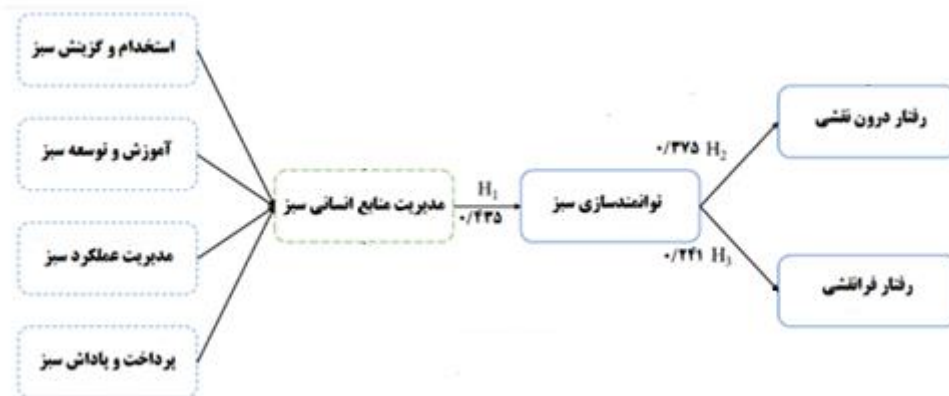 استخدام و گزینش سبز
آموزش و توسعه سبز
مدیریت عملکرد سبز
پرداخت و پاداش سبز
مدیریت منابع انسانی سبز
H₁
۰/۴۳۵
توانمندسازی سبز
۰/۳۷۵ H₂
۰/۲۴۱ H₃
رفتار درون نقشی
رفتار فرانقشی